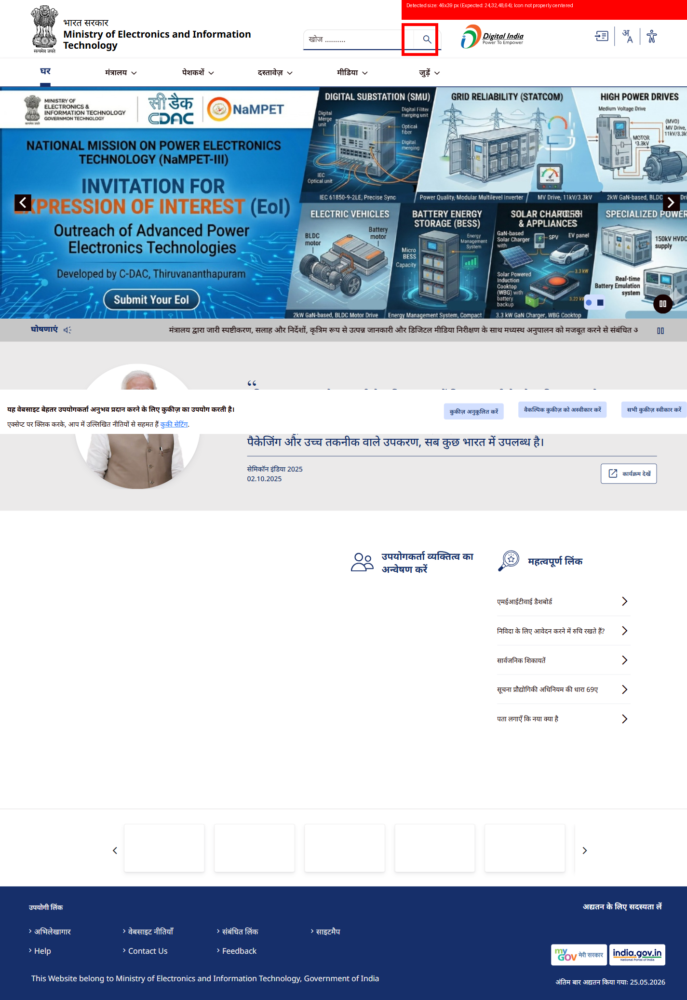 Detected size: 46x39 px (Expected: 24,32,48,64); Icon not properly centered
भारत सरकार
Ministry of Electronics and Information
Technology
सत्यमेव जयते
खोज ..........
Digital India
Power To Empower
अ A
घर
मंत्रालय
पेशकशें
दस्तावेज़
मीडिया
जुड़ें
MINISTRY OF
ELECTRONICS &
INFORMATION TECHNOLOGY
GOVERNMON TECHNOLOGY
सी डैक
CDAC
NaMPET
NATIONAL MISSION ON POWER ELECTRONICS
TECHNOLOGY (NaMPET-III)
INVITATION FOR
XPRESSION OF INTEREST (EoI)
Outreach of Advanced Power
Electronics Technologies
Developed by C-DAC, Thiruvananthapuram
Submit Your EoI
DIGITAL SUBSTATION (SMU)
Digital
Merge
unit
Digital Fillter
merging unit
Optical
fiber
Digital
merging
IEC
Optical unit
IEC 61850-9-2LE, Precise Sync
GRID RELIABILITY (STATCOM)
Power Quality, Modular Multilevel inverter
MV Drive, 11kV/3.3kV
HIGH POWER DRIVES
Medium Voltage Drive
(MVO)
MV Drive,
11kV/3.3k
MOTOR
'3.3kV
2kW GaN-based, BLDC
ELECTRIC VEHICLES
BLDC
motor
Battery
motor
2kW GaN-based, BLDC Motor Drive
BATTERY ENERGY
STORAGE (BESS)
Micro
BESS
Capacity
Energy
Management
System
Energy Management System, Compact
SOLAR
& APPLIANCES
GaN-based
Solar Charger
with
SPV
EV panel
Solar Powered
Induction
Cooktop
(WBG) with
battery
backup
3.3 kW
3.22 kW
3.3 kW GaN Charger, WBG Cooktop
SPECIALIZED POWER
150kV HVDC
supply
Real-time
Battery Emulation
system
घोषणाएं
मंत्रालय द्वारा जारी स्पष्टीकरण, सलाह और निर्देशों, कृत्रिम रूप से उत्पन्न जानकारी और डिजिटल मीडिया निरीक्षण के साथ मध्यस्थ अनुपालन को मजबूत करने से संबंधित
“
यह वेबसाइट बेहतर उपयोगकर्ता अनुभव प्रदान करने के लिए कुकीज़ का उपयोग करती है।
एक्सेप्ट पर क्लिक करके, आप में उल्लिखित नीतियों से सहमत हैं कुकी सेटिंग.
कुकीज़ अनुकूलित करें
वैकल्पिक कुकीज़ को अस्वीकार करें
सभी कुकीज़ स्वीकार करें
पैकेजिंग और उच्च तकनीक वाले उपकरण, सब कुछ भारत में उपलब्ध है।
सेमिकॉन इंडिया 2025
02.10.2025
कार्यक्रम देखें
उपयोगकर्ता व्यक्तित्व का
अन्वेषण करें
महत्वपूर्ण लिंक
एमईआईटीवाई डैशबोर्ड
निविदा के लिए आवेदन करने में रुचि रखते हैं?
सार्वजनिक शिकायतें
सूचना प्रौद्योगिकी अधिनियम की धारा 69ए
पता लगाएँ कि नया क्या है
उपयोगी लिंक
अद्यतन के लिए सदस्यता लें
अभिलेखागार
वेबसाइट नीतियाँ
संबंधित लिंक
साइटमैप
Help
Contact Us
Feedback
my GOV मेरी सरकार
india.gov.in
National Portal of India
This Website belong to Ministry of Electronics and Information Technology, Government of India
अंतिम बार अद्यतन किया गया: 25.05.2026